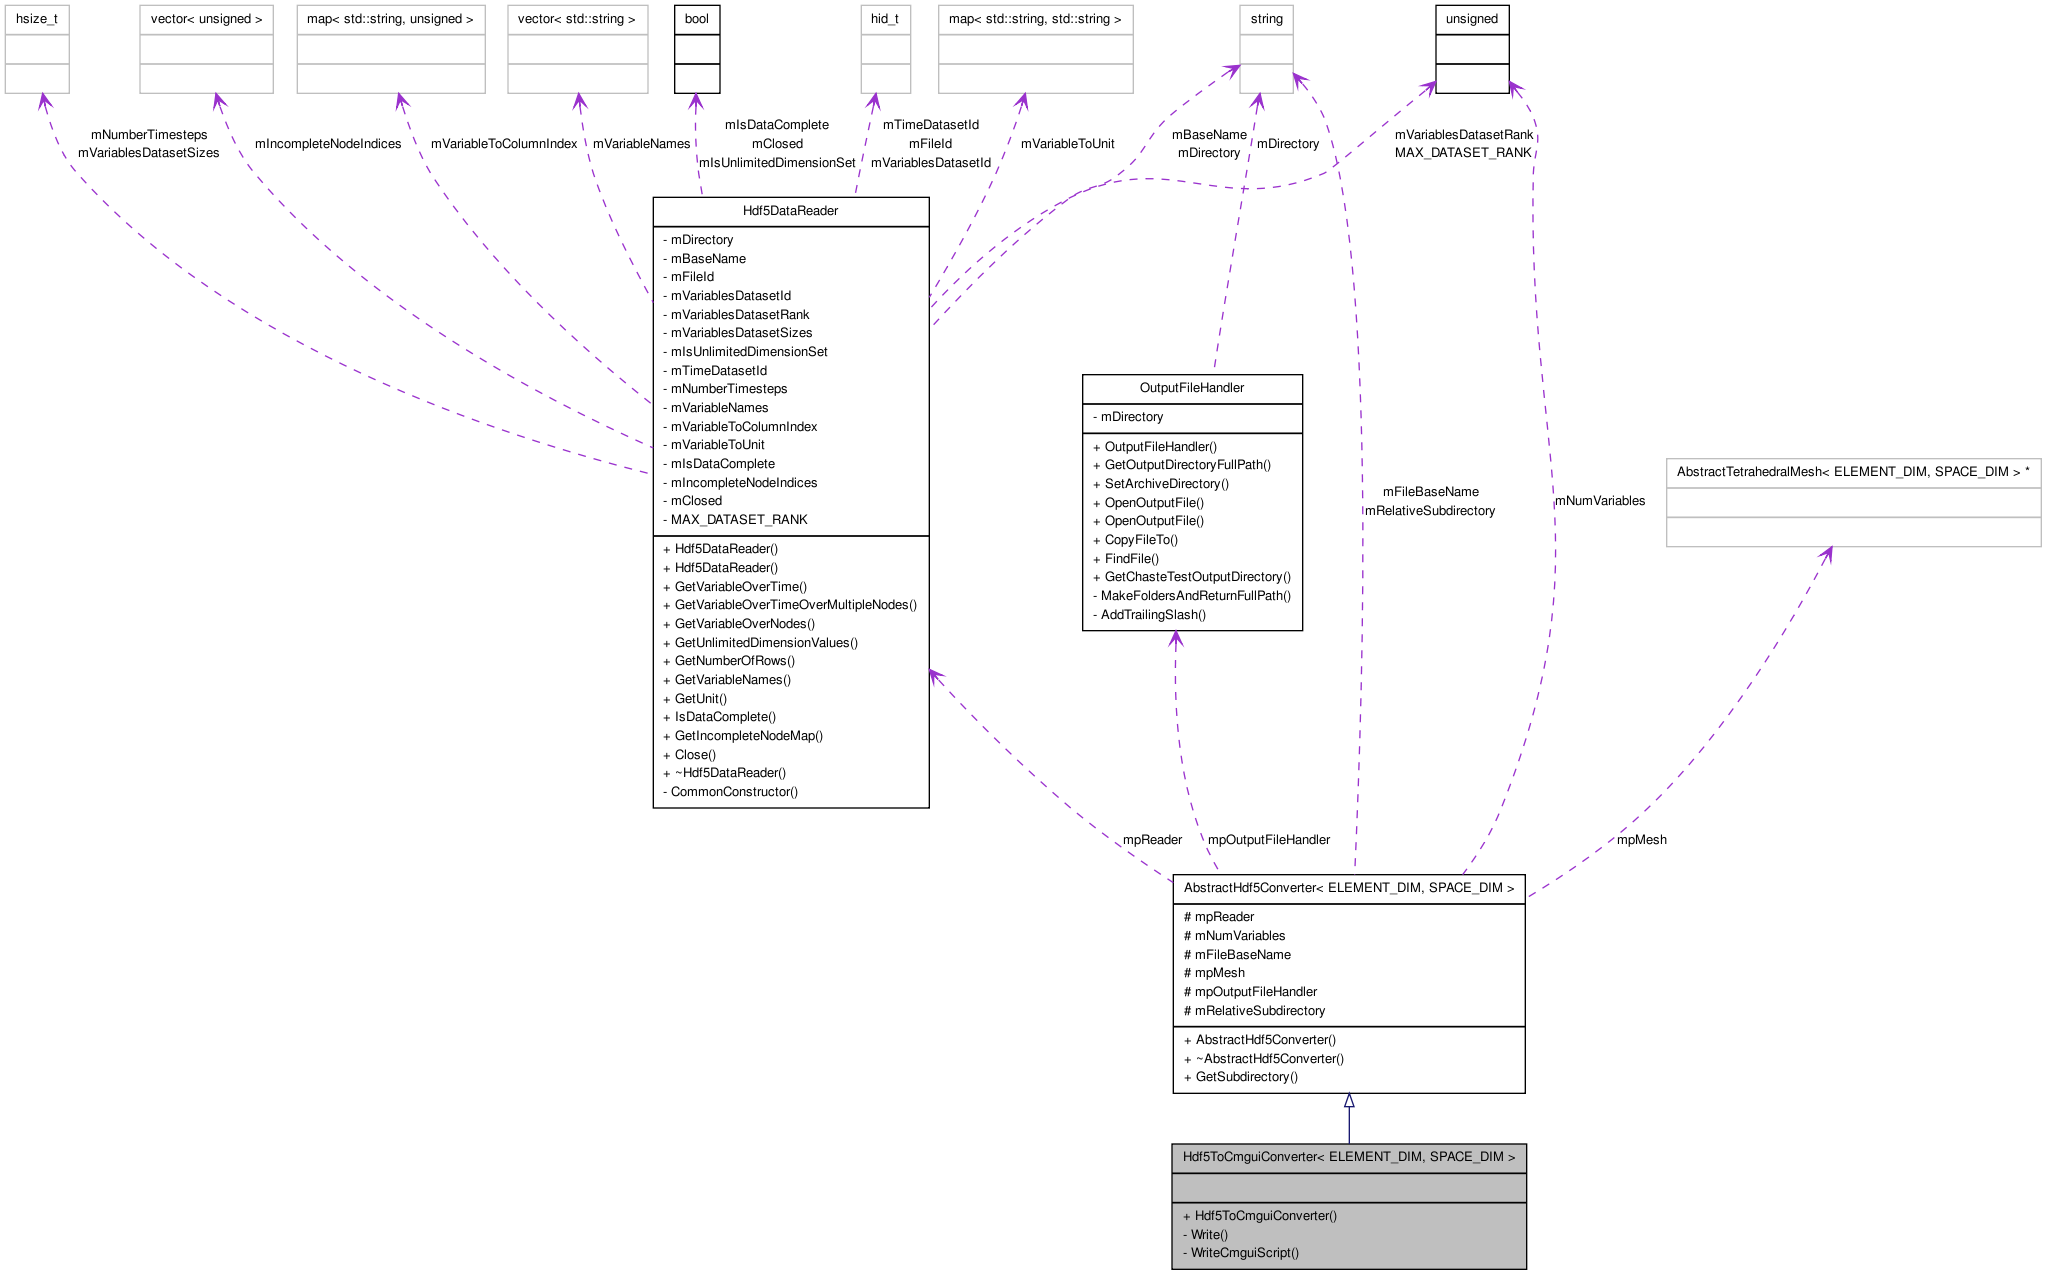 hsize_t
vector< unsigned >
map< std::string, unsigned >
vector< std::string >
bool
hid_t
map< std::string, std::string >
string
unsigned
mNumberTimesteps
mVariablesDatasetSizes
mIncompleteNodeIndices
mVariableToColumnIndex
mVariableNames
mIsDataComplete
mClosed
mIsUnlimitedDimensionSet
mTimeDatasetId
mFileId
mVariablesDatasetId
mVariableToUnit
mBaseName
mDirectory
mDirectory
mVariablesDatasetRank
MAX_DATASET_RANK
Hdf5DataReader
- mDirectory
- mBaseName
- mFileId
- mVariablesDatasetId
- mVariablesDatasetRank
- mVariablesDatasetSizes
- mIsUnlimitedDimensionSet
- mTimeDatasetId
- mNumberTimesteps
- mVariableNames
- mVariableToColumnIndex
- mVariableToUnit
- mIsDataComplete
- mIncompleteNodeIndices
- mClosed
- MAX_DATASET_RANK
+ Hdf5DataReader()
+ Hdf5DataReader()
+ GetVariableOverTime()
+ GetVariableOverTimeOverMultipleNodes()
+ GetVariableOverNodes()
+ GetUnlimitedDimensionValues()
+ GetNumberOfRows()
+ GetVariableNames()
+ GetUnit()
+ IsDataComplete()
+ GetIncompleteNodeMap()
+ Close()
+ ~Hdf5DataReader()
- CommonConstructor()
OutputFileHandler
- mDirectory
+ OutputFileHandler()
+ GetOutputDirectoryFullPath()
+ SetArchiveDirectory()
+ OpenOutputFile()
+ OpenOutputFile()
+ CopyFileTo()
+ FindFile()
+ GetChasteTestOutputDirectory()
- MakeFoldersAndReturnFullPath()
- AddTrailingSlash()
mFileBaseName
mRelativeSubdirectory
mNumVariables
AbstractTetrahedralMesh< ELEMENT_DIM, SPACE_DIM > *
mpReader
mpOutputFileHandler
mpMesh
AbstractHdf5Converter< ELEMENT_DIM, SPACE_DIM >
# mpReader
# mNumVariables
# mFileBaseName
# mpMesh
# mpOutputFileHandler
# mRelativeSubdirectory
+ AbstractHdf5Converter()
+ ~AbstractHdf5Converter()
+ GetSubdirectory()
Hdf5ToCmguiConverter< ELEMENT_DIM, SPACE_DIM >
+ Hdf5ToCmguiConverter()
- Write()
- WriteCmguiScript()